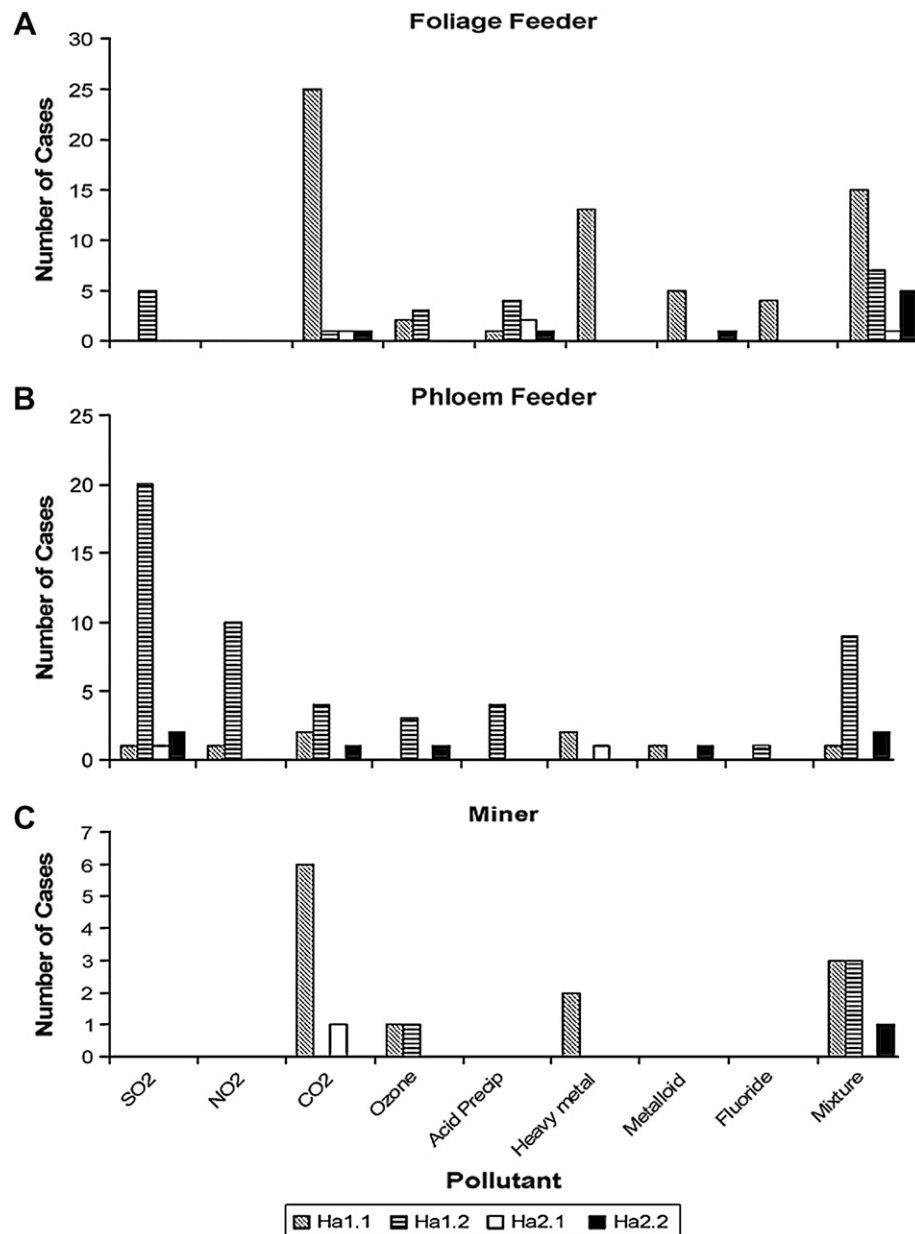 A
Foliage Feeder
30
25
20
15
10
5
0
Number of Cases
B
Phloem Feeder
25
20
15
10
5
0
Number of Cases
C
Miner
7
6
5
4
3
2
1
0
Number of Cases
SO2
NO2
CO2
Ozone
Acid Precip
Heavy metal
Metalloid
Fluoride
Mixture
Pollutant
Ha1.1 Ha1.2 Ha2.1 Ha2.2